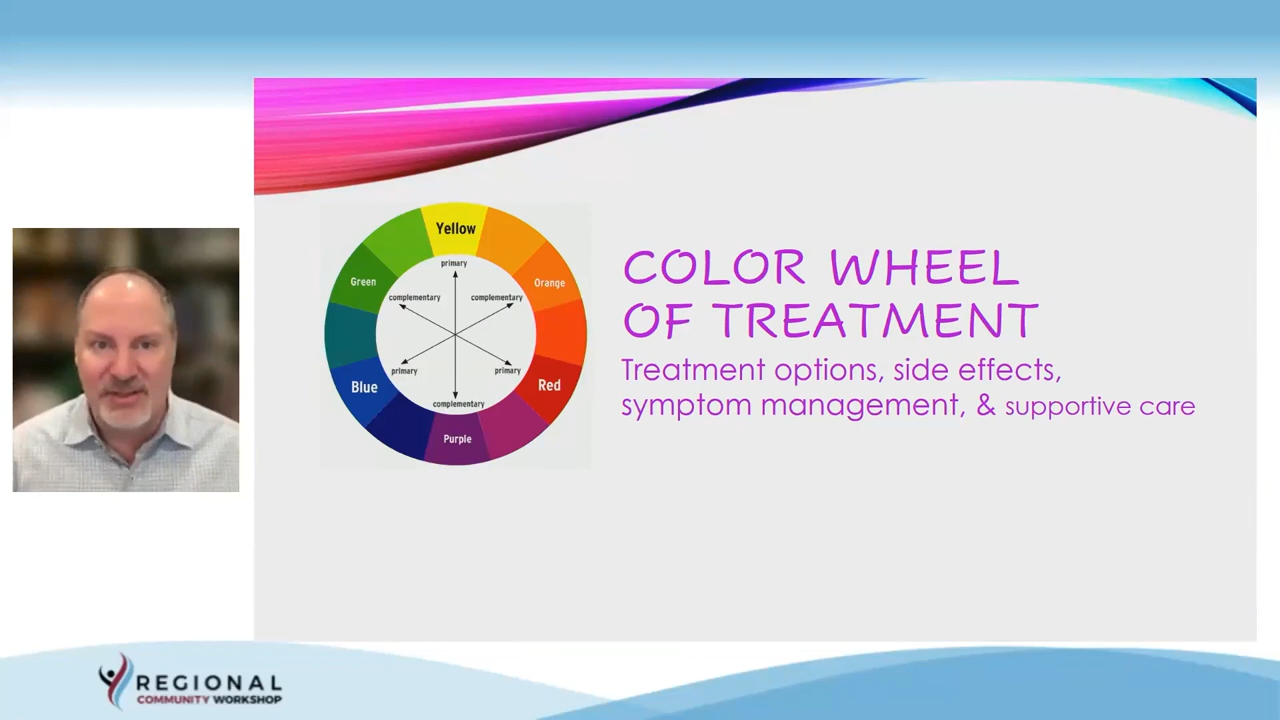 Yellow
Green
Orange
primary
complementary
complementary
primary
primary
complementary
Blue
Red
Purple
COLOR WHEEL
OF TREATMENT
Treatment options, side effects,
symptom management, & supportive care
REGIONAL
COMMUNITY WORKSHOP